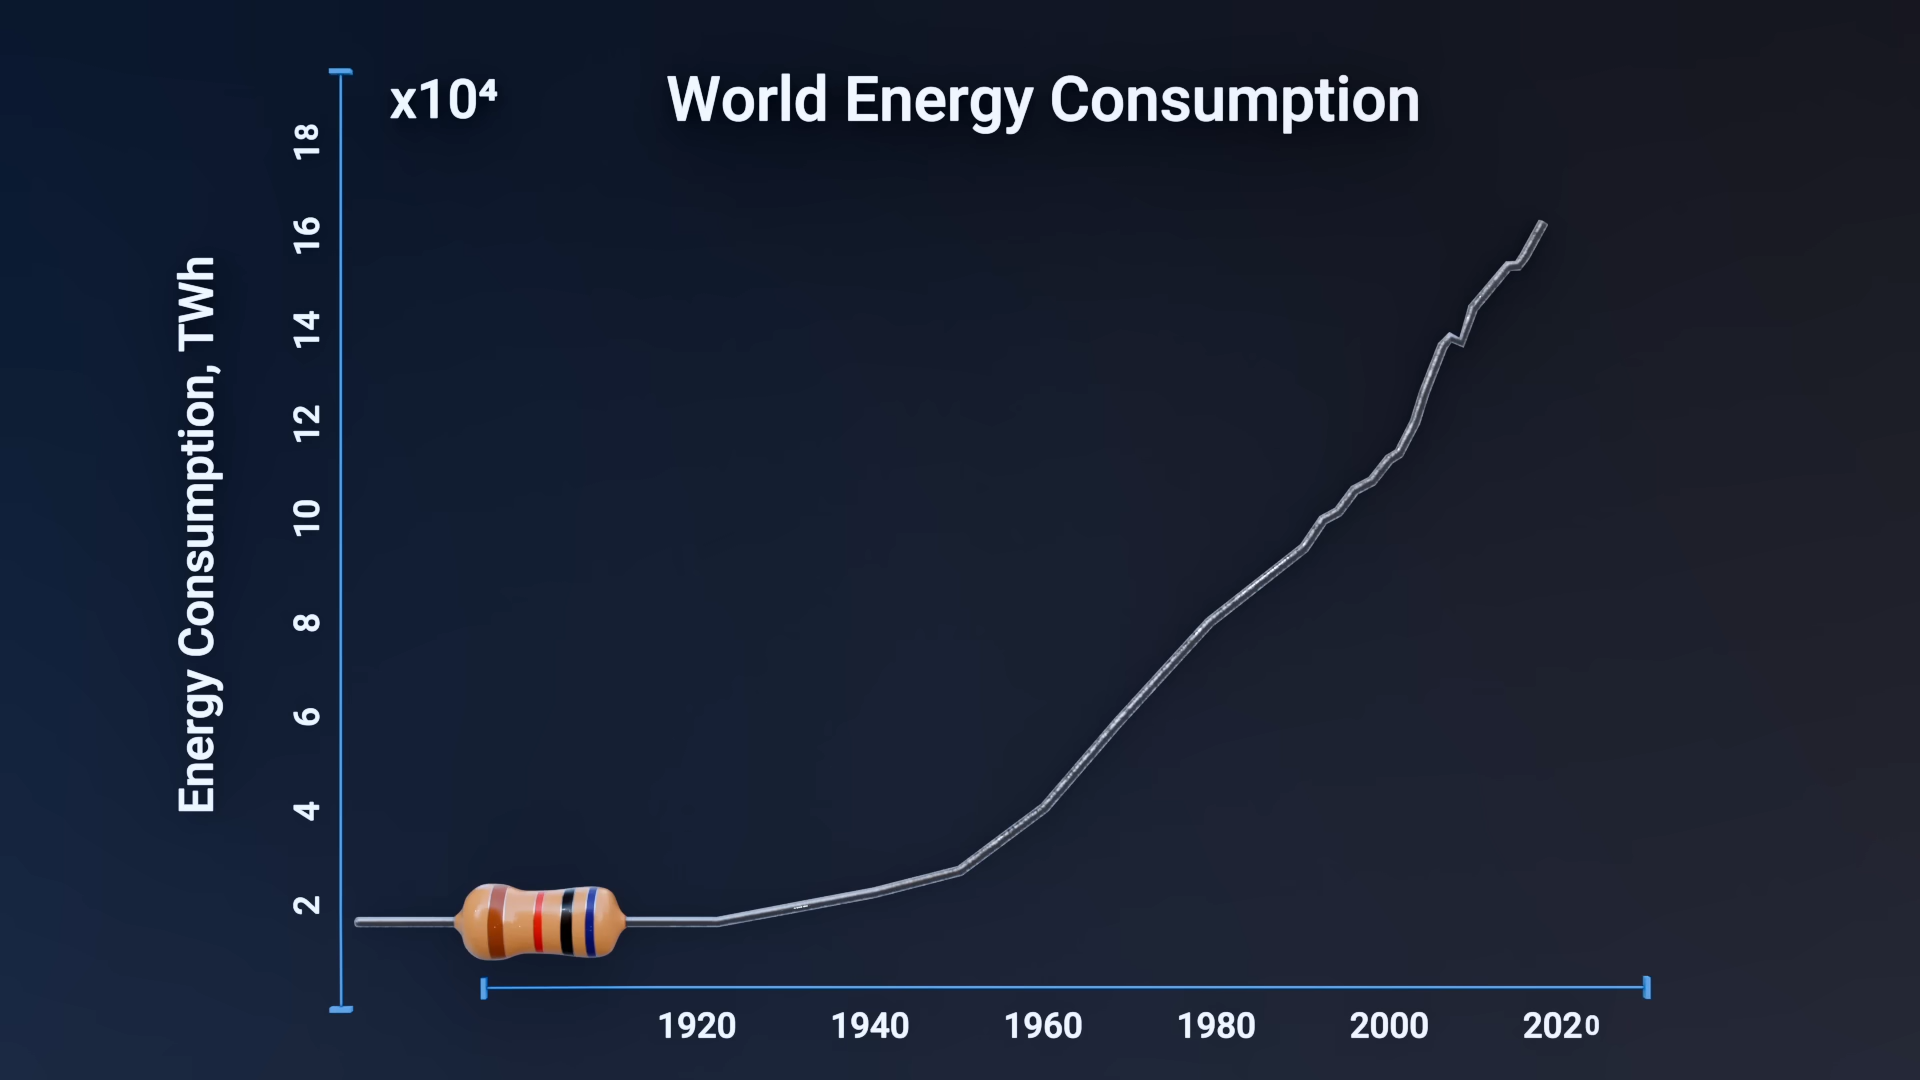 x10⁴
World Energy Consumption
Energy Consumption, TWh
18
16
14
12
10
8
6
4
2
1920 1940 1960 1980 2000 2020